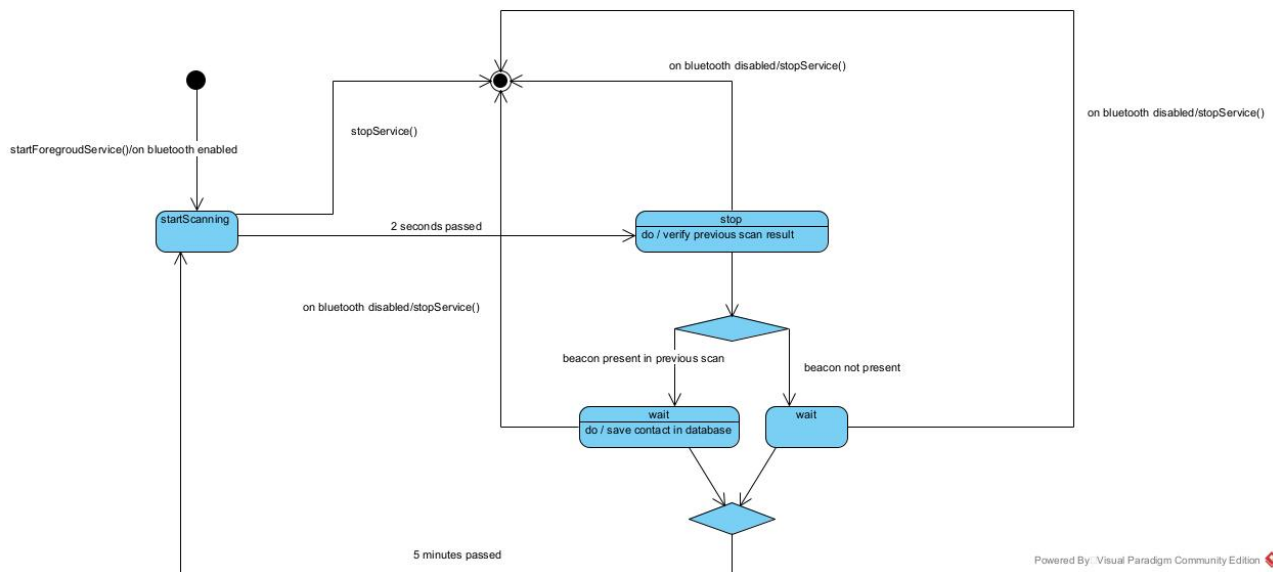 on bluetooth disabled/stopService()
on bluetooth disabled/stopService()
stopService()
startForegroudService()/on bluetooth enabled
startScanning
stop
2 seconds passed
do / verify previous scan result
on bluetooth disabled/stopService()
beacon present in previous scan
beacon not present
wait
wait
do / save contact in database
5 minutes passed
Powered By Visual Paradigm Community Edition